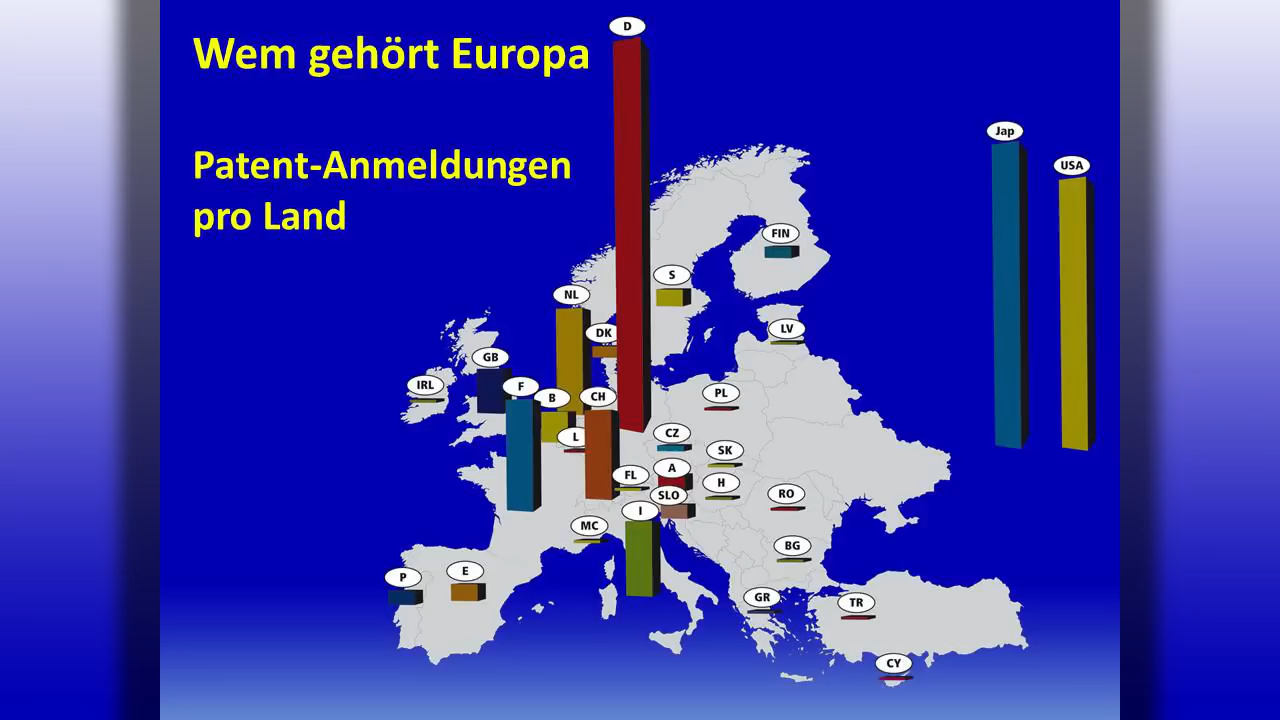 D
Wem gehört Europa
Jap
Patent-Anmeldungen
USA
pro Land
FIN
S
NL
LV
DK
GB
IRL
F
B
CH
PL
CZ
L
SK
A
FL
H
SLO
RO
I
MC
BG
E
P
GR
TR
CY